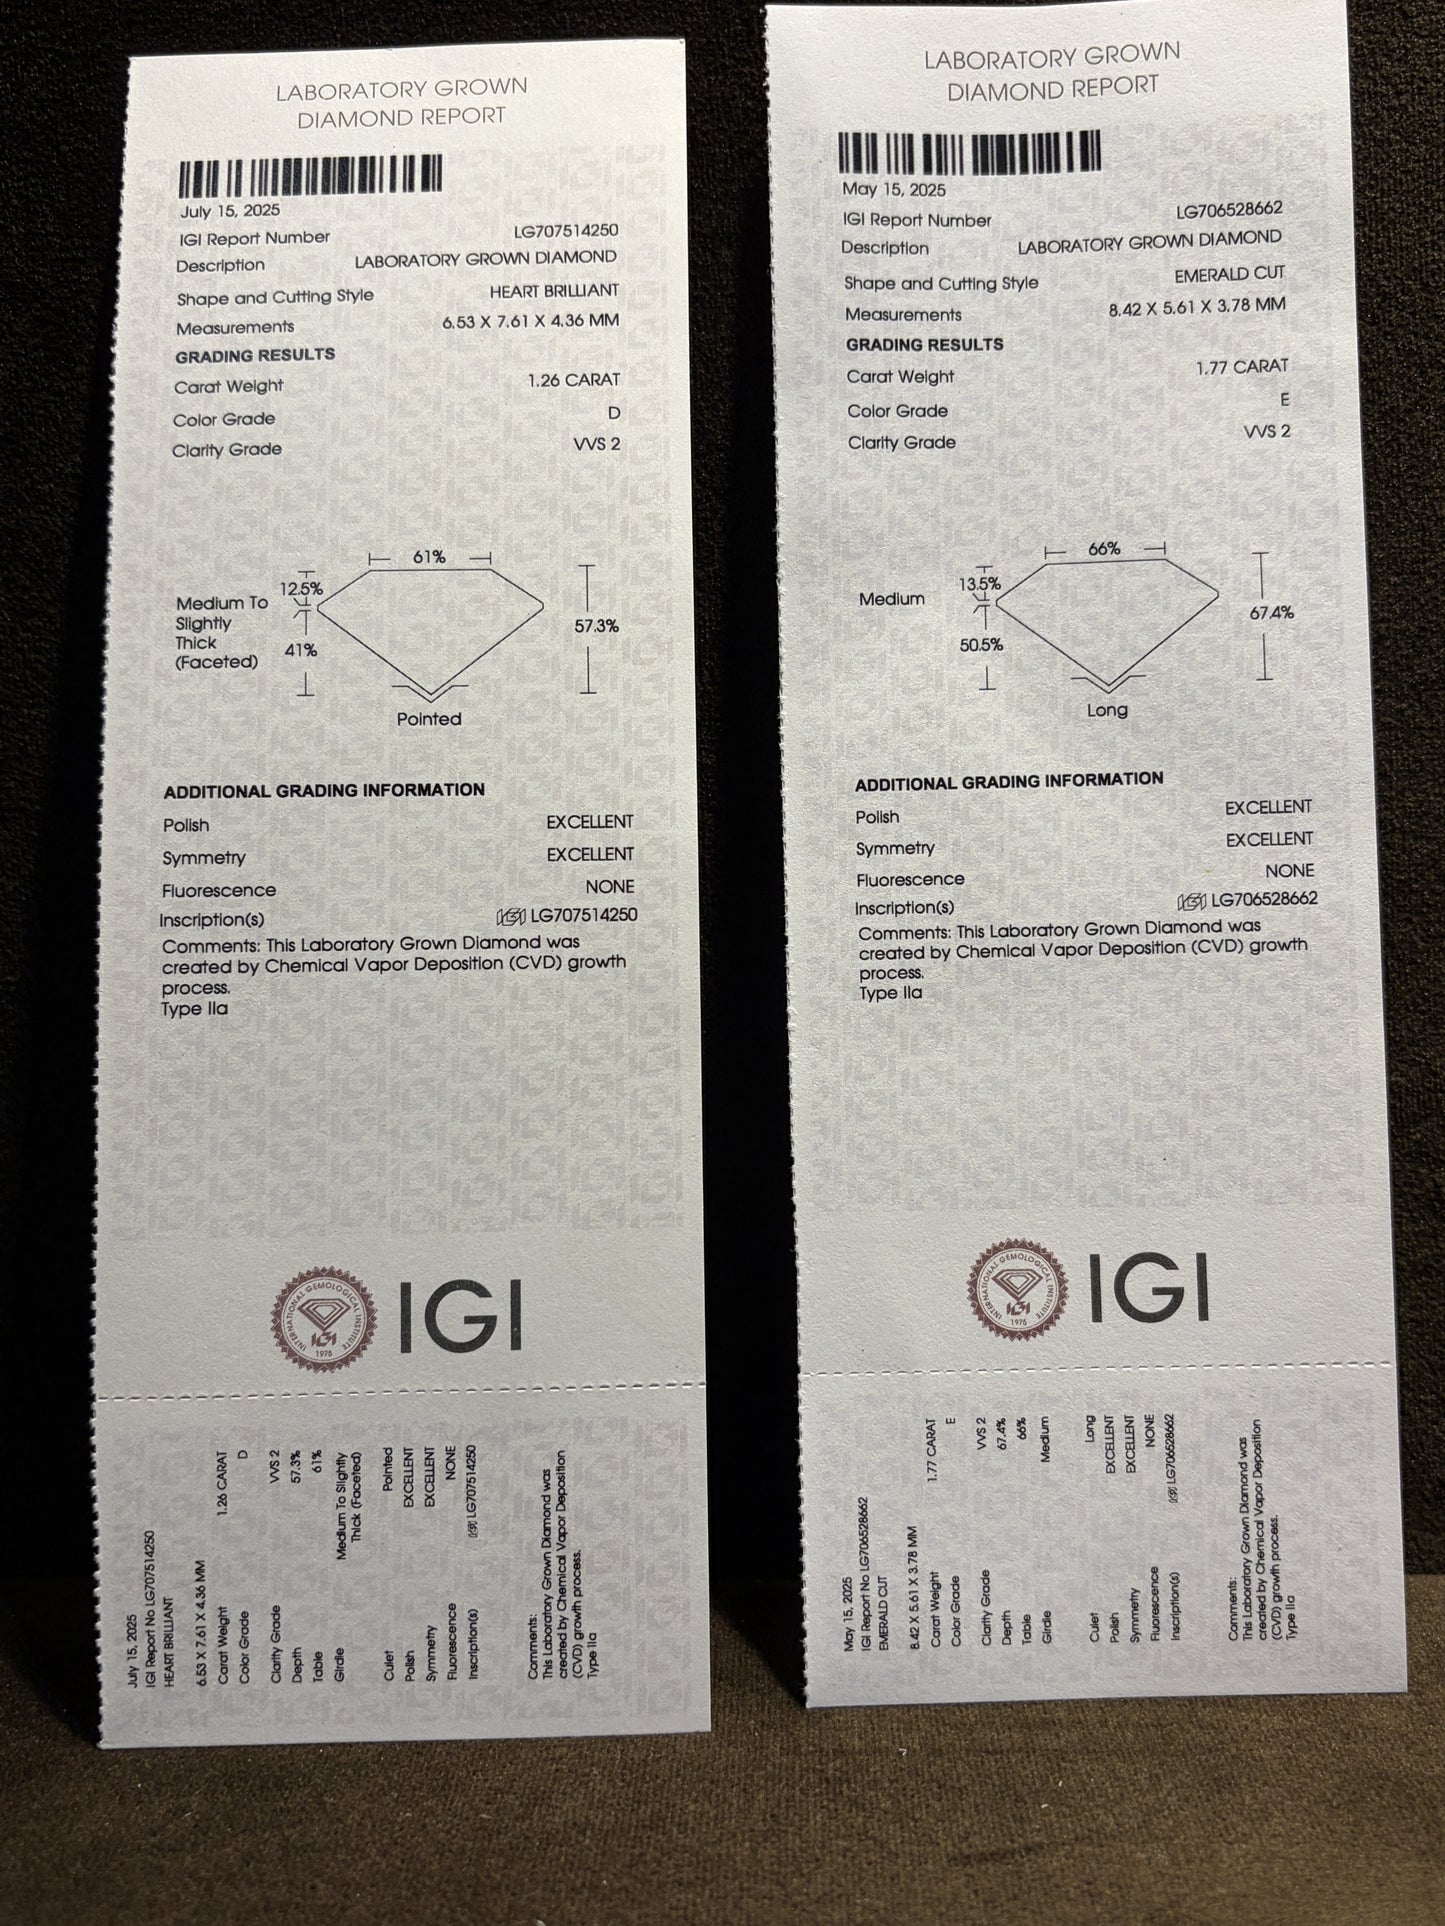 LABORATORY GROWN
DIAMOND REPORT
July 15, 2025
IGI Report Number LG707514250
Description LABORATORY GROWN DIAMOND
Shape and Cutting Style HEART BRILLIANT
Measurements 6.53 X 7.61 X 4.36 MM
GRADING RESULTS
Carat Weight 1.26 CARAT
Color Grade D
Clarity Grade VVS 2
61%
12.5%
Medium To
Slightly
Thick
(Faceted)
41%
57.3%
Pointed
ADDITIONAL GRADING INFORMATION
Polish EXCELLENT
Symmetry EXCELLENT
Fluorescence NONE
Inscription(s) IGI LG707514250
Comments: This Laboratory Grown Diamond was
created by Chemical Vapor Deposition (CVD) growth
process.
Type IIa
INTERNATIONAL GEMOLOGICAL INSTITUTE
IGI
1975
IGI
July 15, 2025
IGI Report No LG707514250
HEART BRILLIANT
6.53 X 7.61 X 4.36 MM
Carat Weight 1.26 CARAT
Color Grade D
Clarity Grade VVS 2
Depth 57.3%
Table 61%
Girdle Medium To Slightly
Thick (Faceted)
Culet Pointed
Polish EXCELLENT
Symmetry EXCELLENT
Fluorescence NONE
Inscription(s) IGI LG707514250
Comments:
This Laboratory Grown Diamond was
created by Chemical Vapor Deposition
(CVD) growth process.
Type IIa
LABORATORY GROWN
DIAMOND REPORT
May 15, 2025
IGI Report Number LG706528662
Description LABORATORY GROWN DIAMOND
Shape and Cutting Style EMERALD CUT
Measurements 8.42 X 5.61 X 3.78 MM
GRADING RESULTS
Carat Weight 1.77 CARAT
Color Grade E
Clarity Grade VVS 2
66%
13.5%
Medium
50.5%
67.4%
Long
ADDITIONAL GRADING INFORMATION
Polish EXCELLENT
Symmetry EXCELLENT
Fluorescence NONE
Inscription(s) IGI LG706528662
Comments: This Laboratory Grown Diamond was
created by Chemical Vapor Deposition (CVD) growth
process.
Type IIa
INTERNATIONAL GEMOLOGICAL INSTITUTE
IGI
1975
IGI
May 15, 2025
IGI Report No LG706528662
EMERALD CUT
8.42 X 5.61 X 3.78 MM
Carat Weight 1.77 CARAT
Color Grade E
Clarity Grade VVS 2
Depth 67.4%
Table 66%
Girdle Medium
Culet Long
Polish EXCELLENT
Symmetry EXCELLENT
Fluorescence NONE
Inscription(s) IGI LG706528662
Comments:
This Laboratory Grown Diamond was
created by Chemical Vapor Deposition
(CVD) growth process.
Type IIa